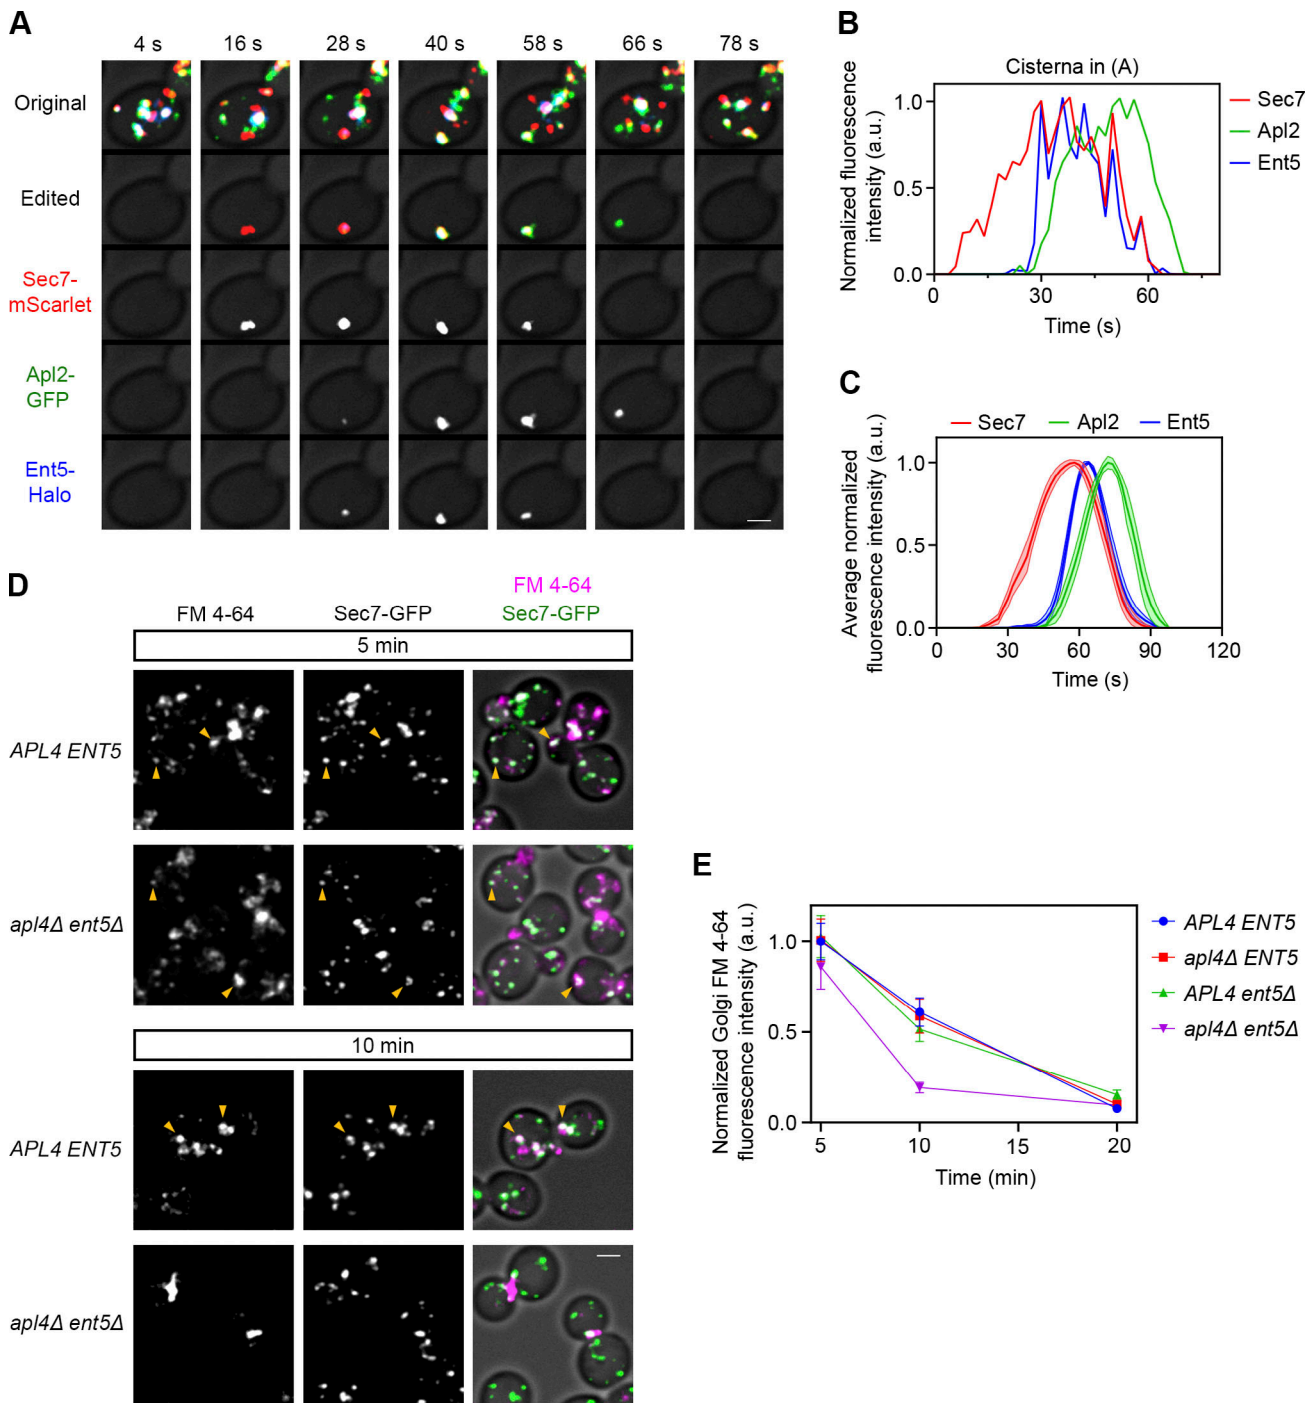 A
4 s 16 s 28 s 40 s 58 s 66 s 78 s
Original
Edited
Sec7-
mScarlet
Apl2-
GFP
Ent5-
Halo
B
Cisterna in (A)
Normalized fluorescence
intensity (a.u.)
1.0
0.5
0.0
0 30 60
Time (s)
Sec7
Apl2
Ent5
C
Sec7 Apl2 Ent5
Average normalized
fluorescence intensity (a.u.)
1.0
0.5
0.0
0 30 60 90 120
Time (s)
D
FM 4-64
FM 4-64 Sec7-GFP Sec7-GFP
5 min
APL4 ENT5
apl4Δ ent5Δ
10 min
APL4 ENT5
apl4Δ ent5Δ
E
Normalized Golgi FM 4-64
fluorescence intensity (a.u.)
1.0
0.5
0.0
5 10 15 20
Time (min)
APL4 ENT5
apl4Δ ENT5
APL4 ent5Δ
apl4Δ ent5Δ